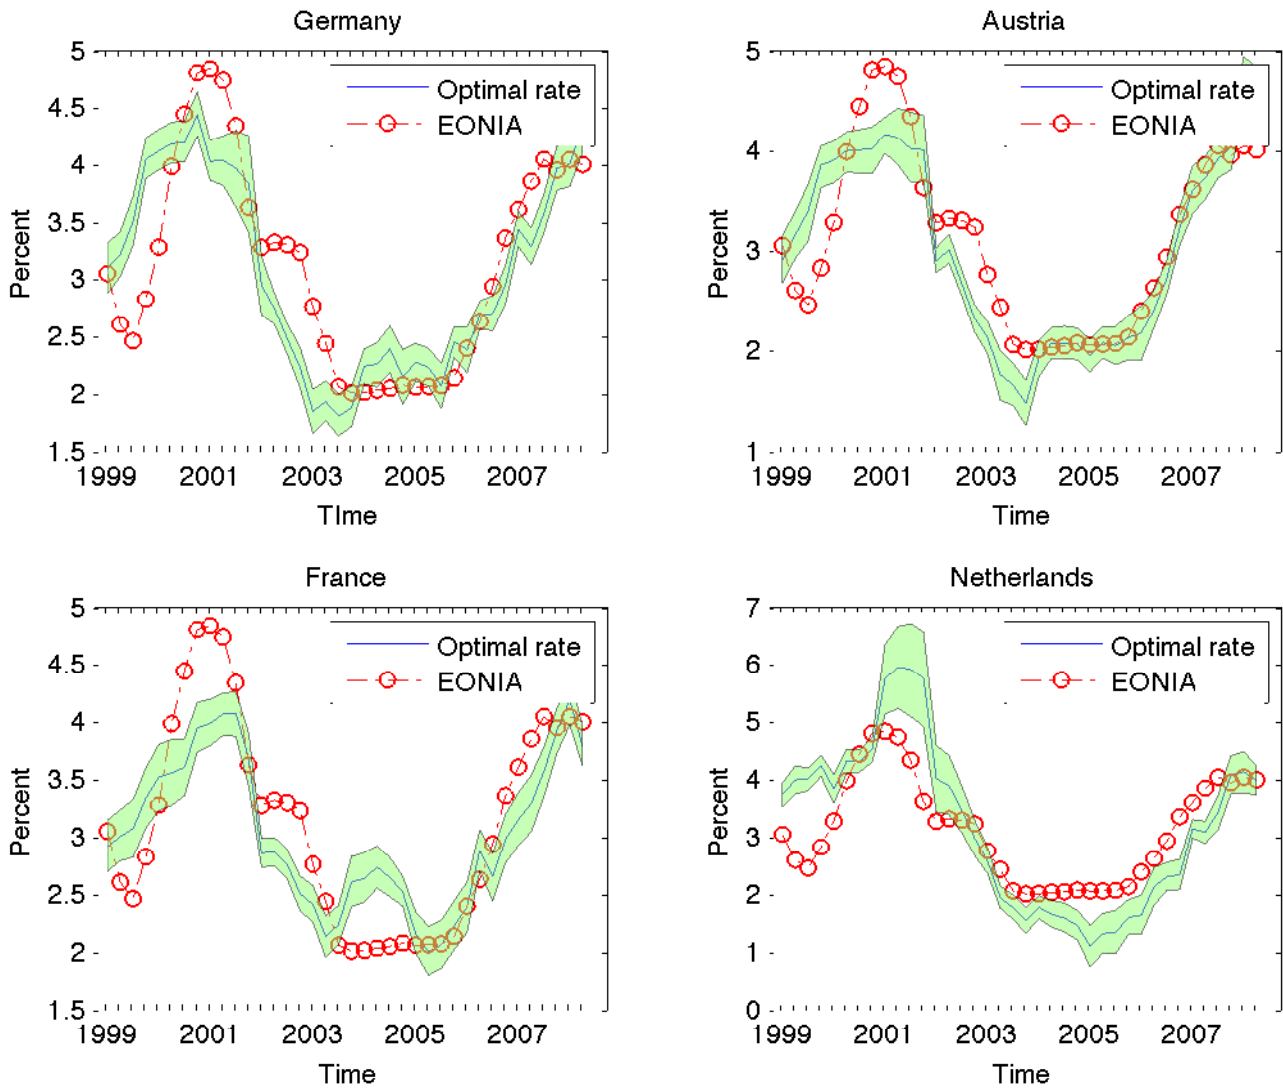 Germany
5
4.5
4
3.5
3
2.5
2
1.5
Percent
Optimal rate
EONIA
1999 2001 2003 2005 2007
TIme
Austria
5
4
3
2
1
Percent
Optimal rate
EONIA
1999 2001 2003 2005 2007
Time
France
5
4.5
4
3.5
3
2.5
2
1.5
Percent
Optimal rate
EONIA
1999 2001 2003 2005 2007
Time
Netherlands
7
6
5
4
3
2
1
0
Percent
Optimal rate
EONIA
1999 2001 2003 2005 2007
Time